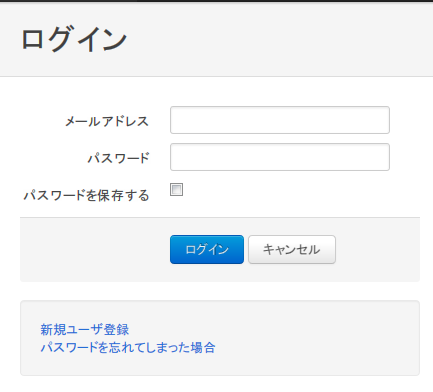 ログイン
メールアドレス
パスワード
パスワードを保存する
ログイン キャンセル
新規ユーザ登録
パスワードを忘れてしまった場合